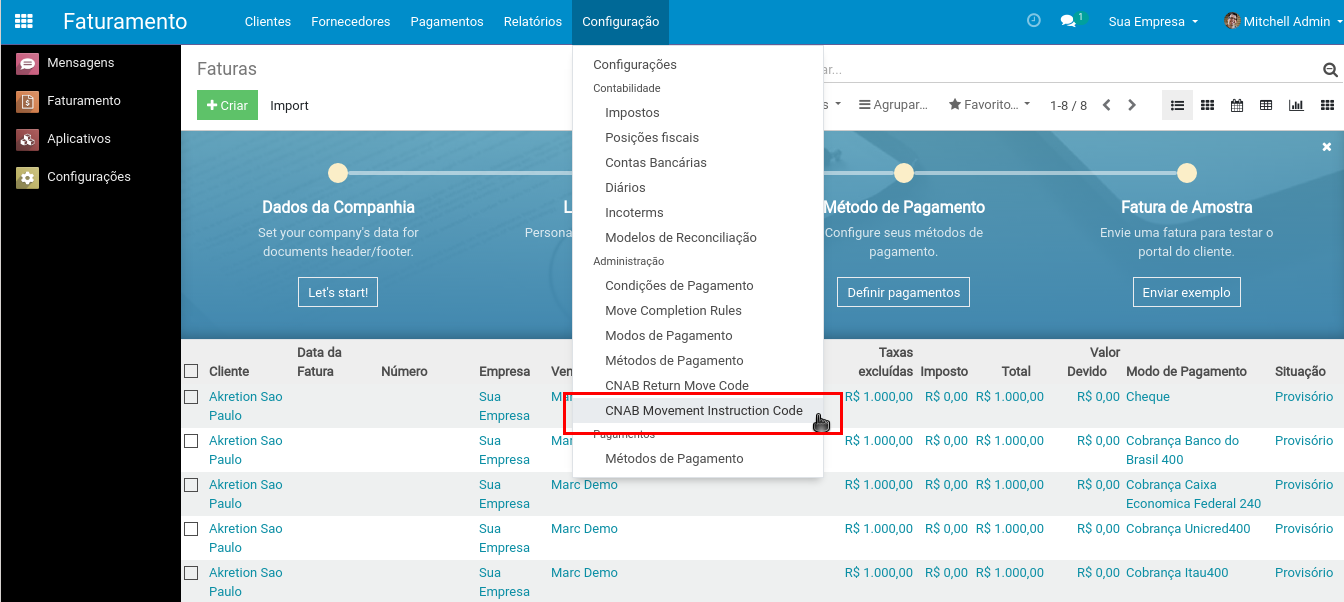 Faturamento
Clientes Fornecedores Pagamentos Relatórios Configuração
1 Sua Empresa Mitchell Admin
Mensagens
Faturamento
Aplicativos
Configurações
Faturas
Criar Import
ar...
s Agrupar... Favorito... 1-8 / 8
Configurações
Contabilidade
Impostos
Posições fiscais
Contas Bancárias
Diários
Incoterms
Modelos de Reconciliação
Administração
Condições de Pagamento
Move Completion Rules
Modos de Pagamento
Métodos de Pagamento
CNAB Return Move Code
CNAB Movement Instruction Code
Pagamentos
Métodos de Pagamento
Dados da Companhia
Set your company's data for
documents header/footer.
Let's start!
L
Persona
Método de Pagamento
Configure seus métodos de
pagamento.
Definir pagamentos
Fatura de Amostra
Envie uma fatura para testar o
portal do cliente.
Enviar exemplo
Data da Taxas Valor
Cliente Fatura Número Empresa Ven excluídas Imposto Total Devido Modo de Pagamento Situação
Akretion Sao Sua Mar R$ 1.000,00 R$ 0,00 R$ 1.000,00 R$ 0,00 Cheque Provisório
Paulo Empresa
Akretion Sao Sua Mar R$ 1.000,00 R$ 0,00 R$ 1.000,00 R$ 0,00 Cobrança Banco do Provisório
Paulo Empresa Brasil 400
Akretion Sao Sua Marc Demo R$ 1.000,00 R$ 0,00 R$ 1.000,00 R$ 0,00 Cobrança Caixa Provisório
Paulo Empresa Economica Federal 240
Akretion Sao Sua Marc Demo R$ 1.000,00 R$ 0,00 R$ 1.000,00 R$ 0,00 Cobrança Unicred400 Provisório
Paulo Empresa
Akretion Sao Sua Marc Demo R$ 1.000,00 R$ 0,00 R$ 1.000,00 R$ 0,00 Cobrança Itau400 Provisório
Paulo Empresa